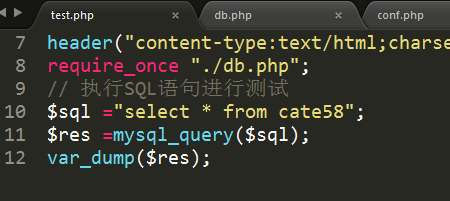 test.php
db.php
conf.php
7 header("content-type:text/html;charse
8 require_once "./db.php";
9 // 执行SQL语句进行测试
10 $sql ="select * from cate58";
11 $res =mysql_query($sql);
12 var_dump($res);